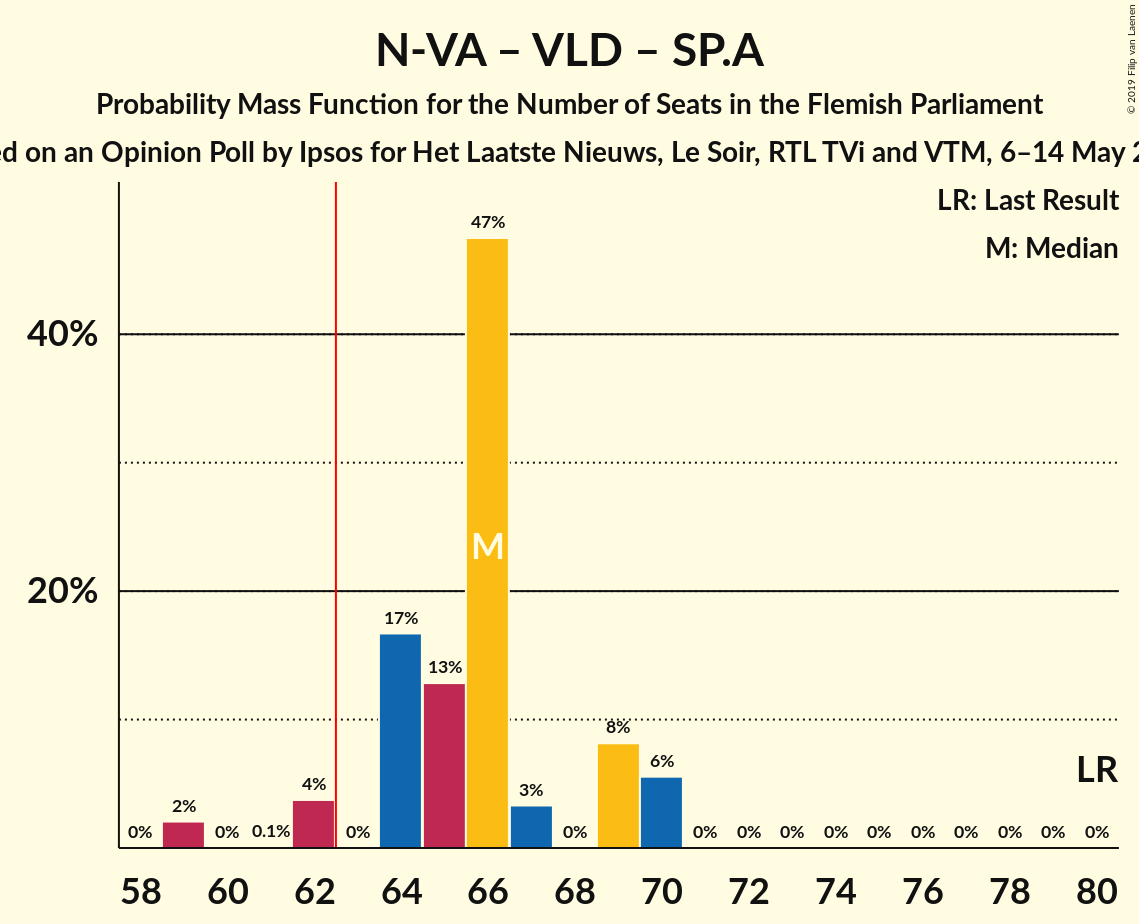 N-VA – VLD – SP.A
Probability Mass Function for the Number of Seats in the Flemish Parliament
on an Opinion Poll by Ipsos for Het Laatste Nieuws, Le Soir, RTL TVi and VTM, 6–14 May
© 2019 Filip van Laenen
LR: Last Result
M: Median
47%
40%
M
20%
17%
13%
8%
LR
6%
4%
3%
2%
0% 0% 0.1% 0% 0% 0% 0% 0% 0% 0% 0% 0% 0% 0% 0%
58 60 62 64 66 68 70 72 74 76 78 80